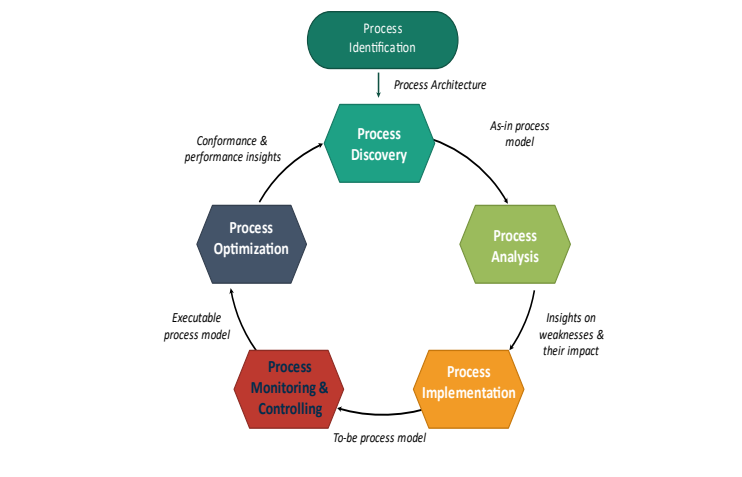 Process
Identification
Process Architecture
Process
Discovery
As-in process
model
Conformance &
performance insights
Process
Optimization
Process
Analysis
Executable
process model
Insights on
weaknesses &
their impact
Process
Monitoring &
Controlling
Process
Implementation
To-be process model